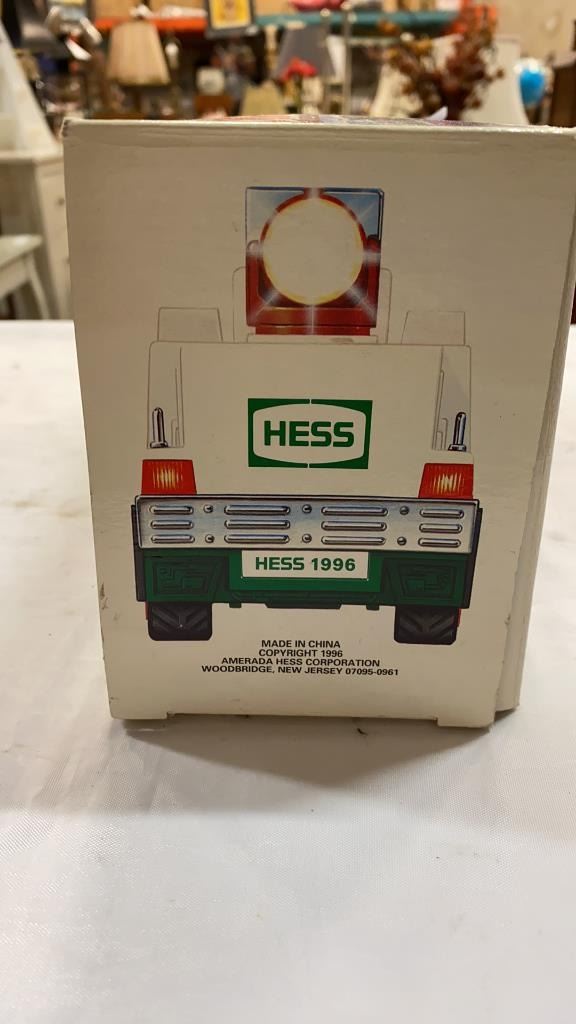 HESS
HESS 1996
MADE IN CHINA
COPYRIGHT 1996
AMERADA HESS CORPORATION
WOODBRIDGE, NEW JERSEY 07095-0961